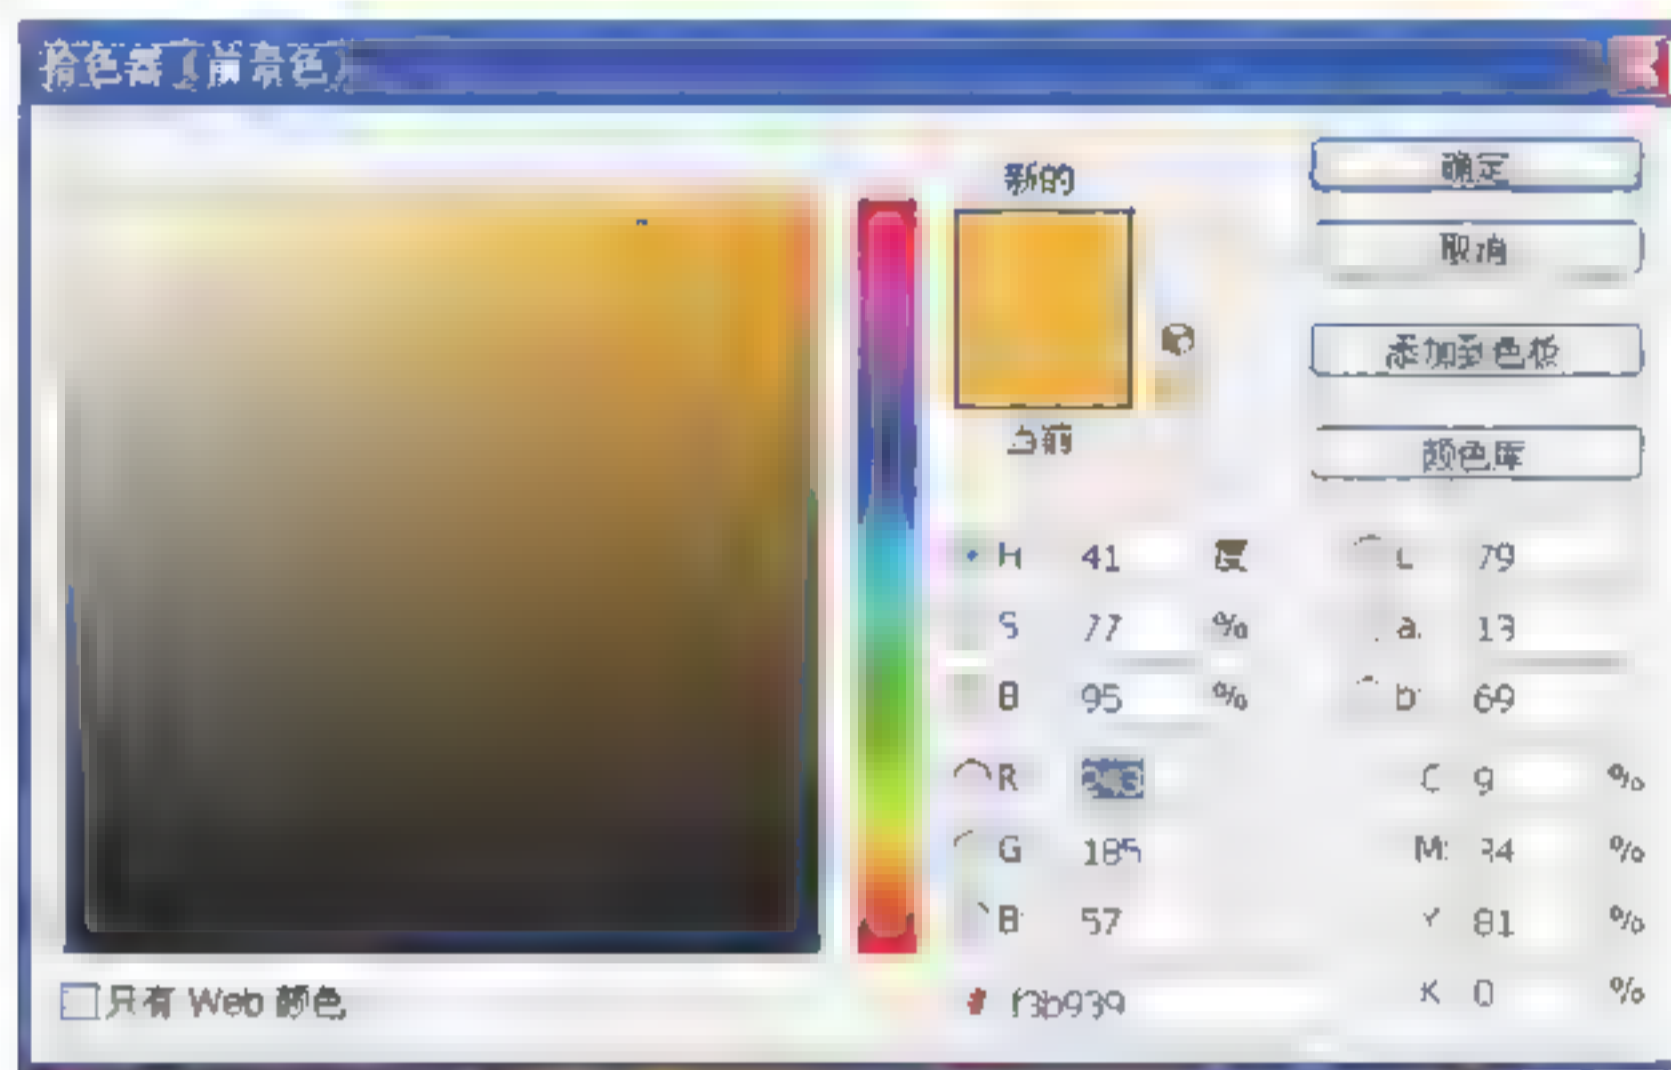 拾色器（前景色）
新的
当前
确定
取消
添加到色板
颜色库
H 41 度
S 77 %
B 95 %
R
G 185
B 57
# f3b939
L 79
a 13
b 69
C 9 %
M: 34 %
Y 81 %
K 0 %
只有 Web 颜色